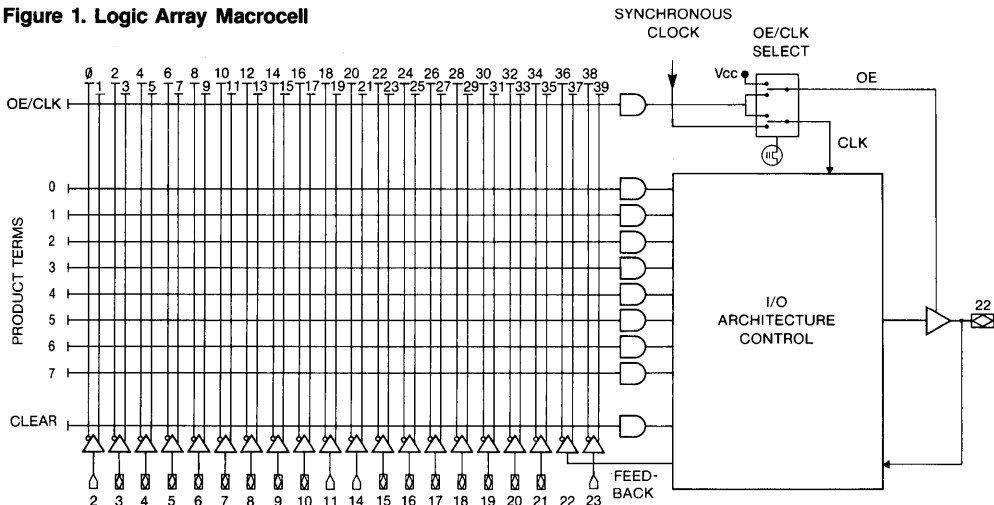 Figure 1. Logic Array Macrocell
SYNCHRONOUS
CLOCK
OE/CLK
SELECT
Vcc
OE
0 2 4 6 8 10 12 14 16 18 20 22 24 26 28 30 32 34 36 38
1 3 5 7 9 11 13 15 17 19 21 23 25 27 29 31 33 35 37 39
OE/CLK
CLK
PRODUCT TERMS
0
1
2
3
4
5
6
7
CLEAR
I/O
ARCHITECTURE
CONTROL
22
FEED-
BACK
2 3 4 5 6 7 8 9 10 11 14 15 16 17 18 19 20 21 22 23